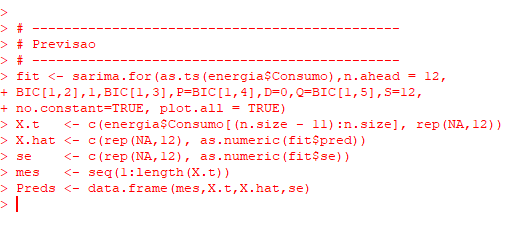 >
> # ----------------------------------------------
> # Previsao
> # ----------------------------------------------
> fit <- sarima.for(as.ts(energia$Consumo),n.ahead = 12,
+ BIC[1,2],1,BIC[1,3],P=BIC[1,4],D=0,Q=BIC[1,5],S=12,
+ no.constant=TRUE, plot.all = TRUE)
> X.t   <- c(energia$Consumo[(n.size - 11):n.size], rep(NA,12))
> X.hat <- c(rep(NA,12), as.numeric(fit$pred))
> se    <- c(rep(NA,12), as.numeric(fit$se))
> mes   <- seq(1:length(X.t))
> Preds <- data.frame(mes,X.t,X.hat,se)
> |